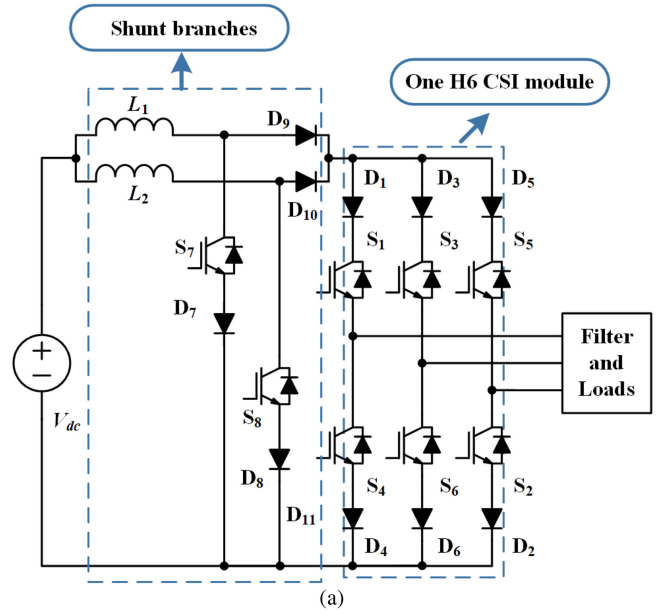 Shunt branches
One H6 CSI module
L1
D9
L2
D10
D1
D3
D5
S7
S1
S3
S5
D7
Filter
and
Loads
Vdc
S8
D8
S4
S6
S2
D11
D4
D6
D2
(a)